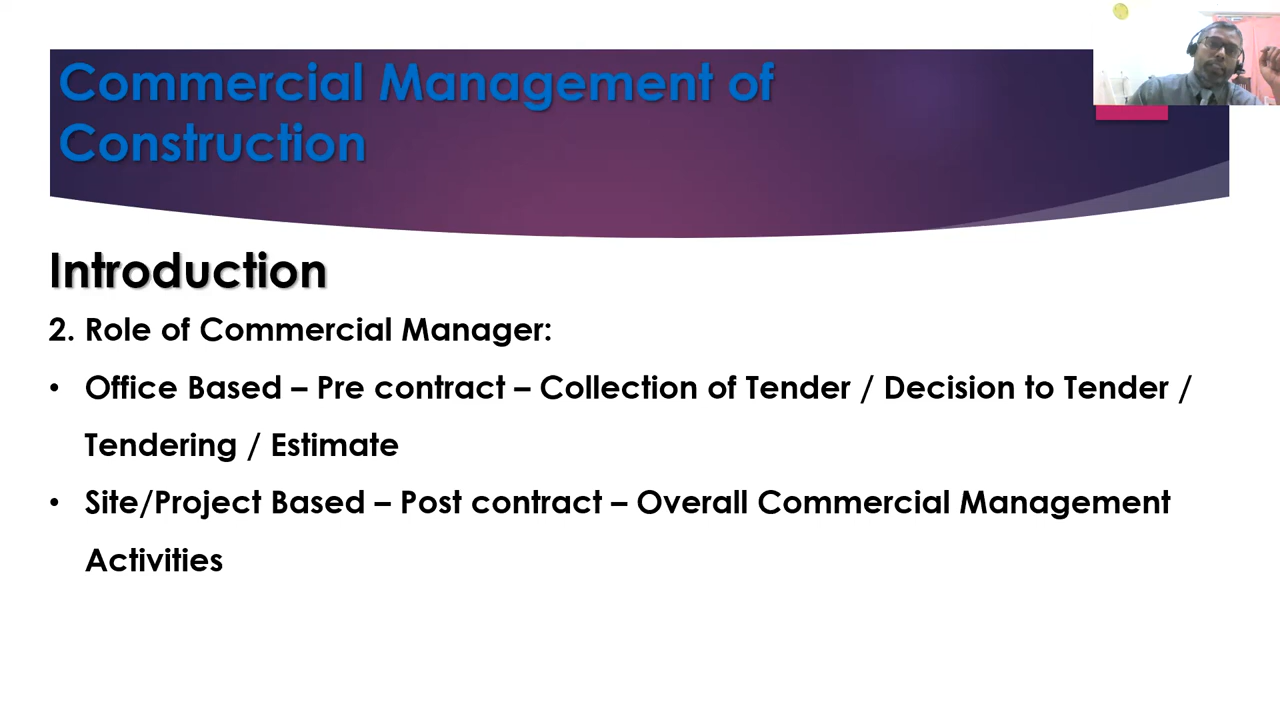 Commercial Management of
Construction
Introduction
2. Role of Commercial Manager:
• Office Based – Pre contract – Collection of Tender / Decision to Tender /
Tendering / Estimate
• Site/Project Based – Post contract – Overall Commercial Management
Activities